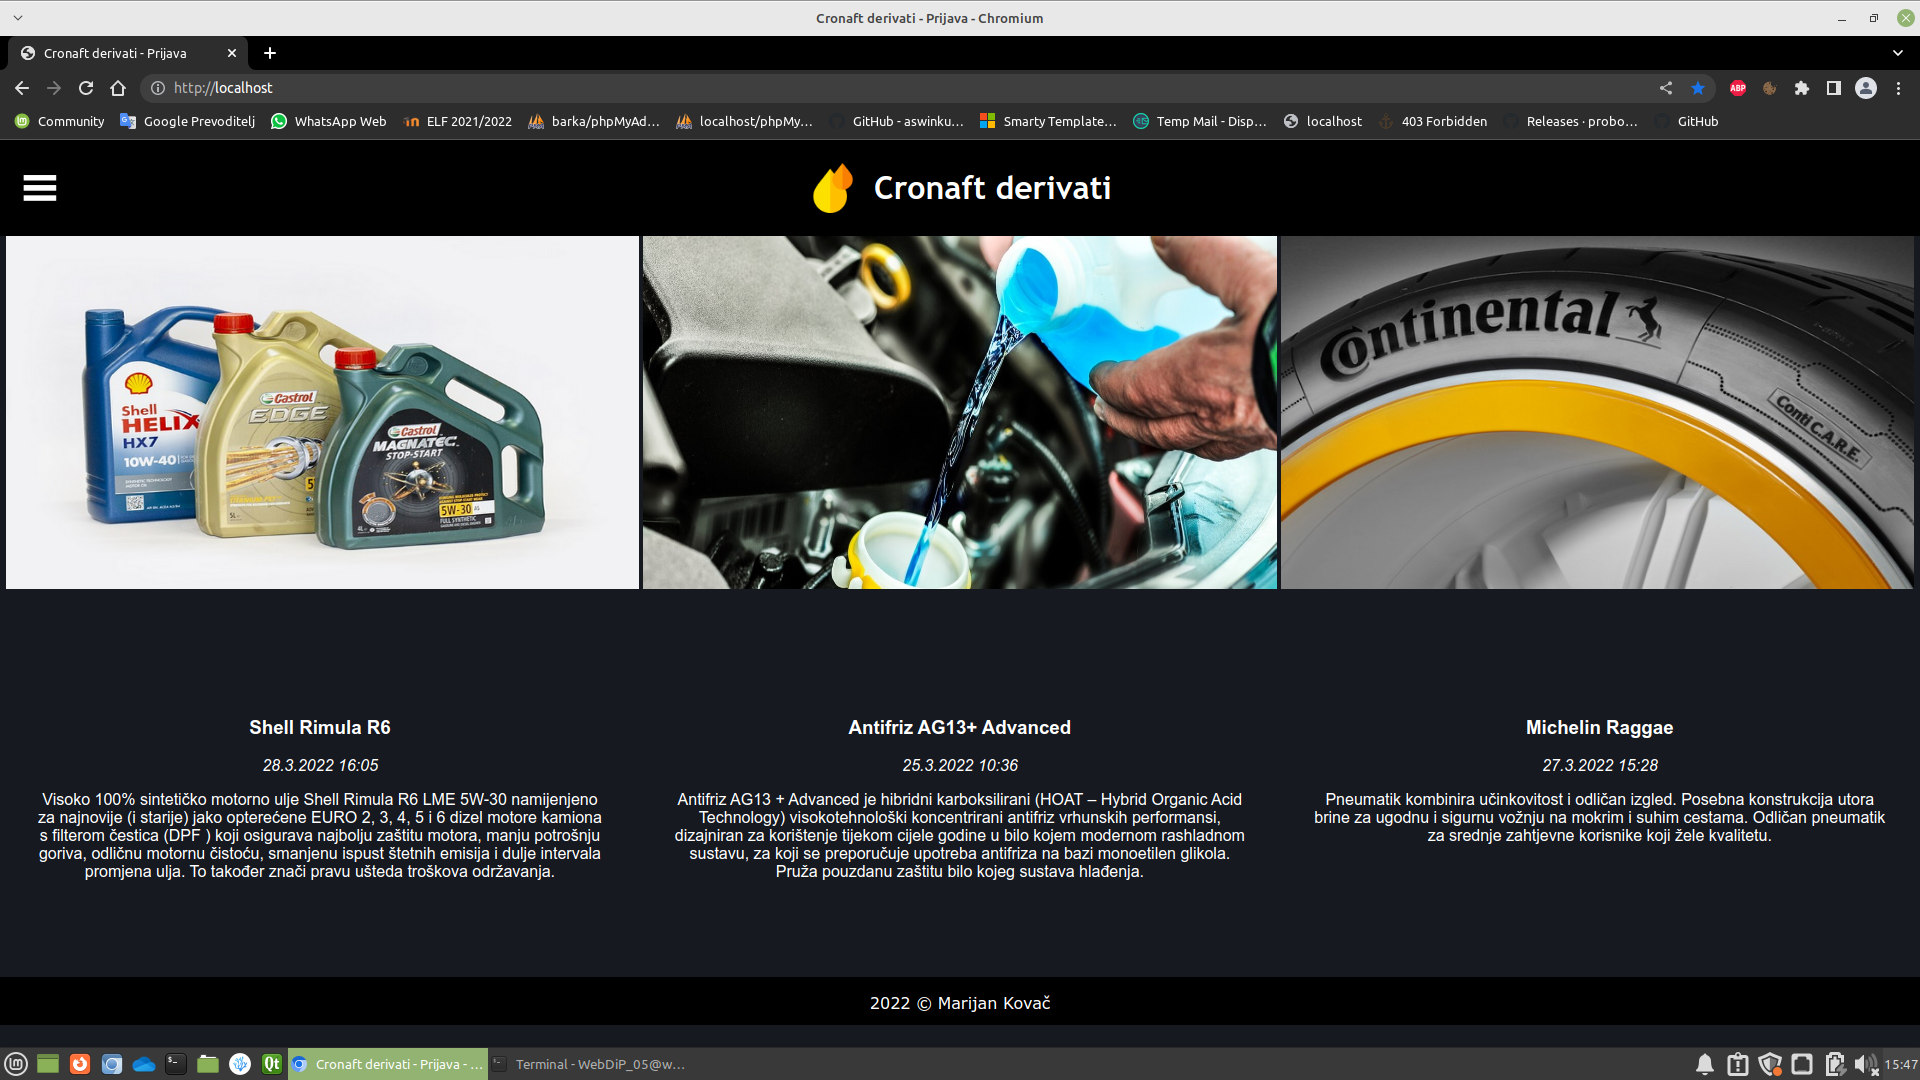 Cronaft derivati - Prijava - Chromium
Cronaft derivati - Prijava
http://localhost
ABP
Community
Google Prevoditelj
WhatsApp Web
ELF 2021/2022
barka/phpMyAd...
localhost/phpMy...
GitHub - aswinku...
Smarty Template...
Temp Mail - Disp...
localhost
403 Forbidden
Releases · probo...
GitHub
Cronaft derivati
Shell
HELIX
HX7
10W-40
Castrol
EDGE
Castrol
MAGNATEC
STOP-START
5W-30
FULL SYNTHETIC
Continental
ContiC.A.R.E.
Shell Rimula R6
28.3.2022 16:05
Visoko 100% sintetičko motorno ulje Shell Rimula R6 LME 5W-30 namijenjeno
za najnovije (i starije) jako opterećene EURO 2, 3, 4, 5 i 6 dizel motore kamiona
s filterom čestica (DPF ) koji osigurava najbolju zaštitu motora, manju potrošnju
goriva, odličnu motornu čistoću, smanjenu ispust štetnih emisija i dulje intervala
promjena ulja. To također znači pravu ušteda troškova održavanja.
Antifriz AG13+ Advanced
25.3.2022 10:36
Antifriz AG13 + Advanced je hibridni karboksilirani (HOAT – Hybrid Organic Acid
Technology) visokotehnološki koncentrirani antifriz vrhunskih performansi,
dizajniran za korištenje tijekom cijele godine u bilo kojem modernom rashladnom
sustavu, za koji se preporučuje upotreba antifriza na bazi monoetilen glikola.
Pruža pouzdanu zaštitu bilo kojeg sustava hlađenja.
Michelin Raggae
27.3.2022 15:28
Pneumatik kombinira učinkovitost i odličan izgled. Posebna konstrukcija utora
brine za ugodnu i sigurnu vožnju na mokrim i suhim cestama. Odličan pneumatik
za srednje zahtjevne korisnike koji žele kvalitetu.
2022 © Marijan Kovač
Qt
Cronaft derivati - Prijava - ...
Terminal - WebDiP_05@w...
15:47